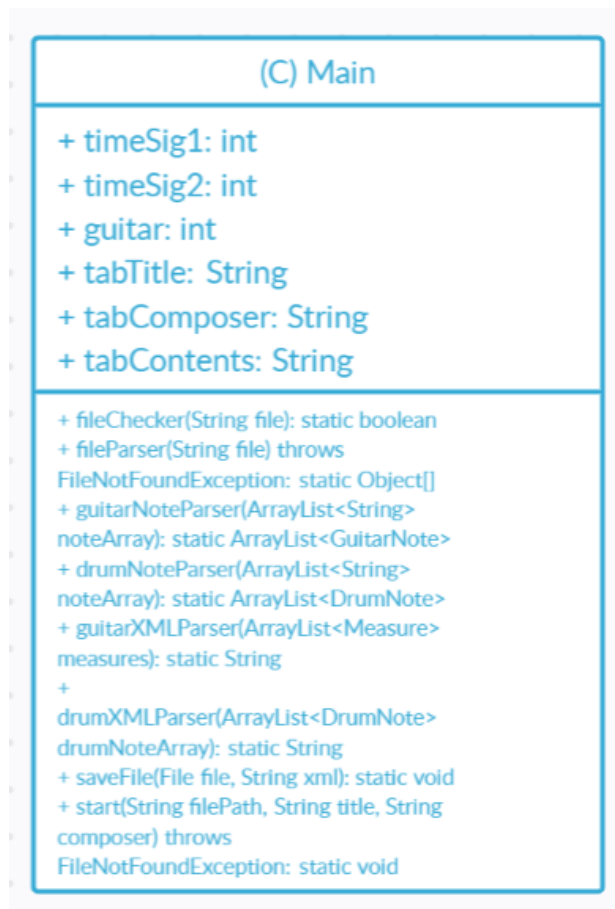 (C) Main
+ timeSig1: int
+ timeSig2: int
+ guitar: int
+ tabTitle: String
+ tabComposer: String
+ tabContents: String
+ fileChecker(String file): static boolean
+ fileParser(String file) throws
FileNotFoundException: static Object[]
+ guitarNoteParser(ArrayList<String>
noteArray): static ArrayList<GuitarNote>
+ drumNoteParser(ArrayList<String>
noteArray): static ArrayList<DrumNote>
+ guitarXMLParser(ArrayList<Measure>
measures): static String
+
drumXMLParser(ArrayList<DrumNote>
drumNoteArray): static String
+ saveFile(File file, String xml): static void
+ start(String filePath, String title, String
composer) throws
FileNotFoundException: static void